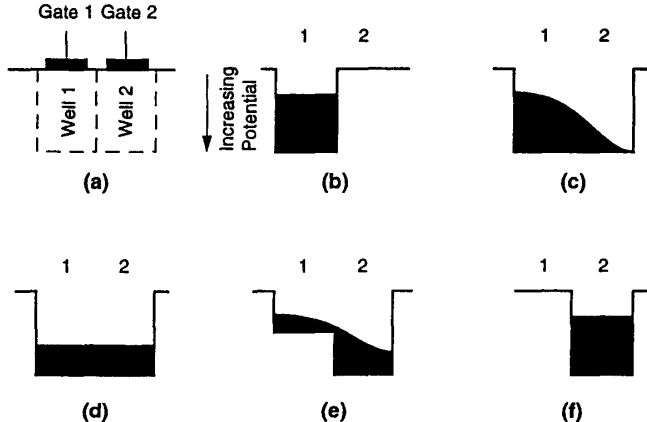 Gate 1 Gate 2
Well 1
Well 2
(a)
Increasing
Potential
1 2
(b)
1 2
(c)
1 2
(d)
1 2
(e)
1 2
(f)